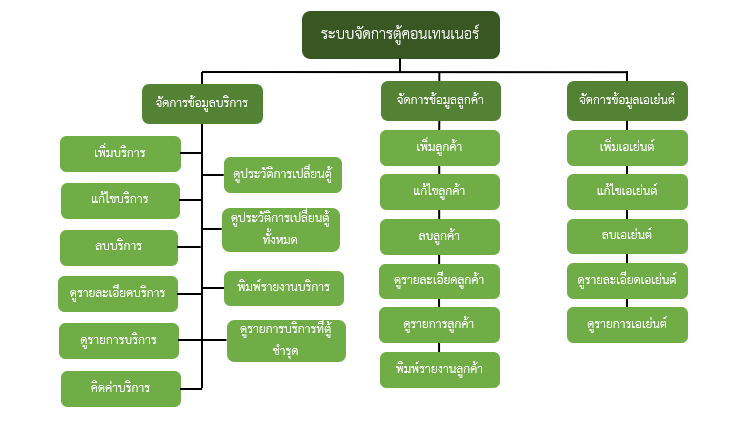 ระบบจัดการตู้คอนเทนเนอร์
จัดการข้อมูลบริการ
เพิ่มบริการ
แก้ไขบริการ
ลบบริการ
ดูรายละเอียดบริการ
ดูรายการบริการ
คิดค่าบริการ
ดูประวัติการเปลี่ยนตู้
ดูประวัติการเปลี่ยนตู้
ทั้งหมด
พิมพ์รายงานบริการ
ดูรายการบริการที่ตู้
ชำรุด
จัดการข้อมูลลูกค้า
เพิ่มลูกค้า
แก้ไขลูกค้า
ลบลูกค้า
ดูรายละเอียดลูกค้า
ดูรายการลูกค้า
พิมพ์รายงานลูกค้า
จัดการข้อมูลเอเย่นต์
เพิ่มเอเย่นต์
แก้ไขเอเย่นต์
ลบเอเย่นต์
ดูรายละเอียดเอเย่นต์
ดูรายการเอเย่นต์